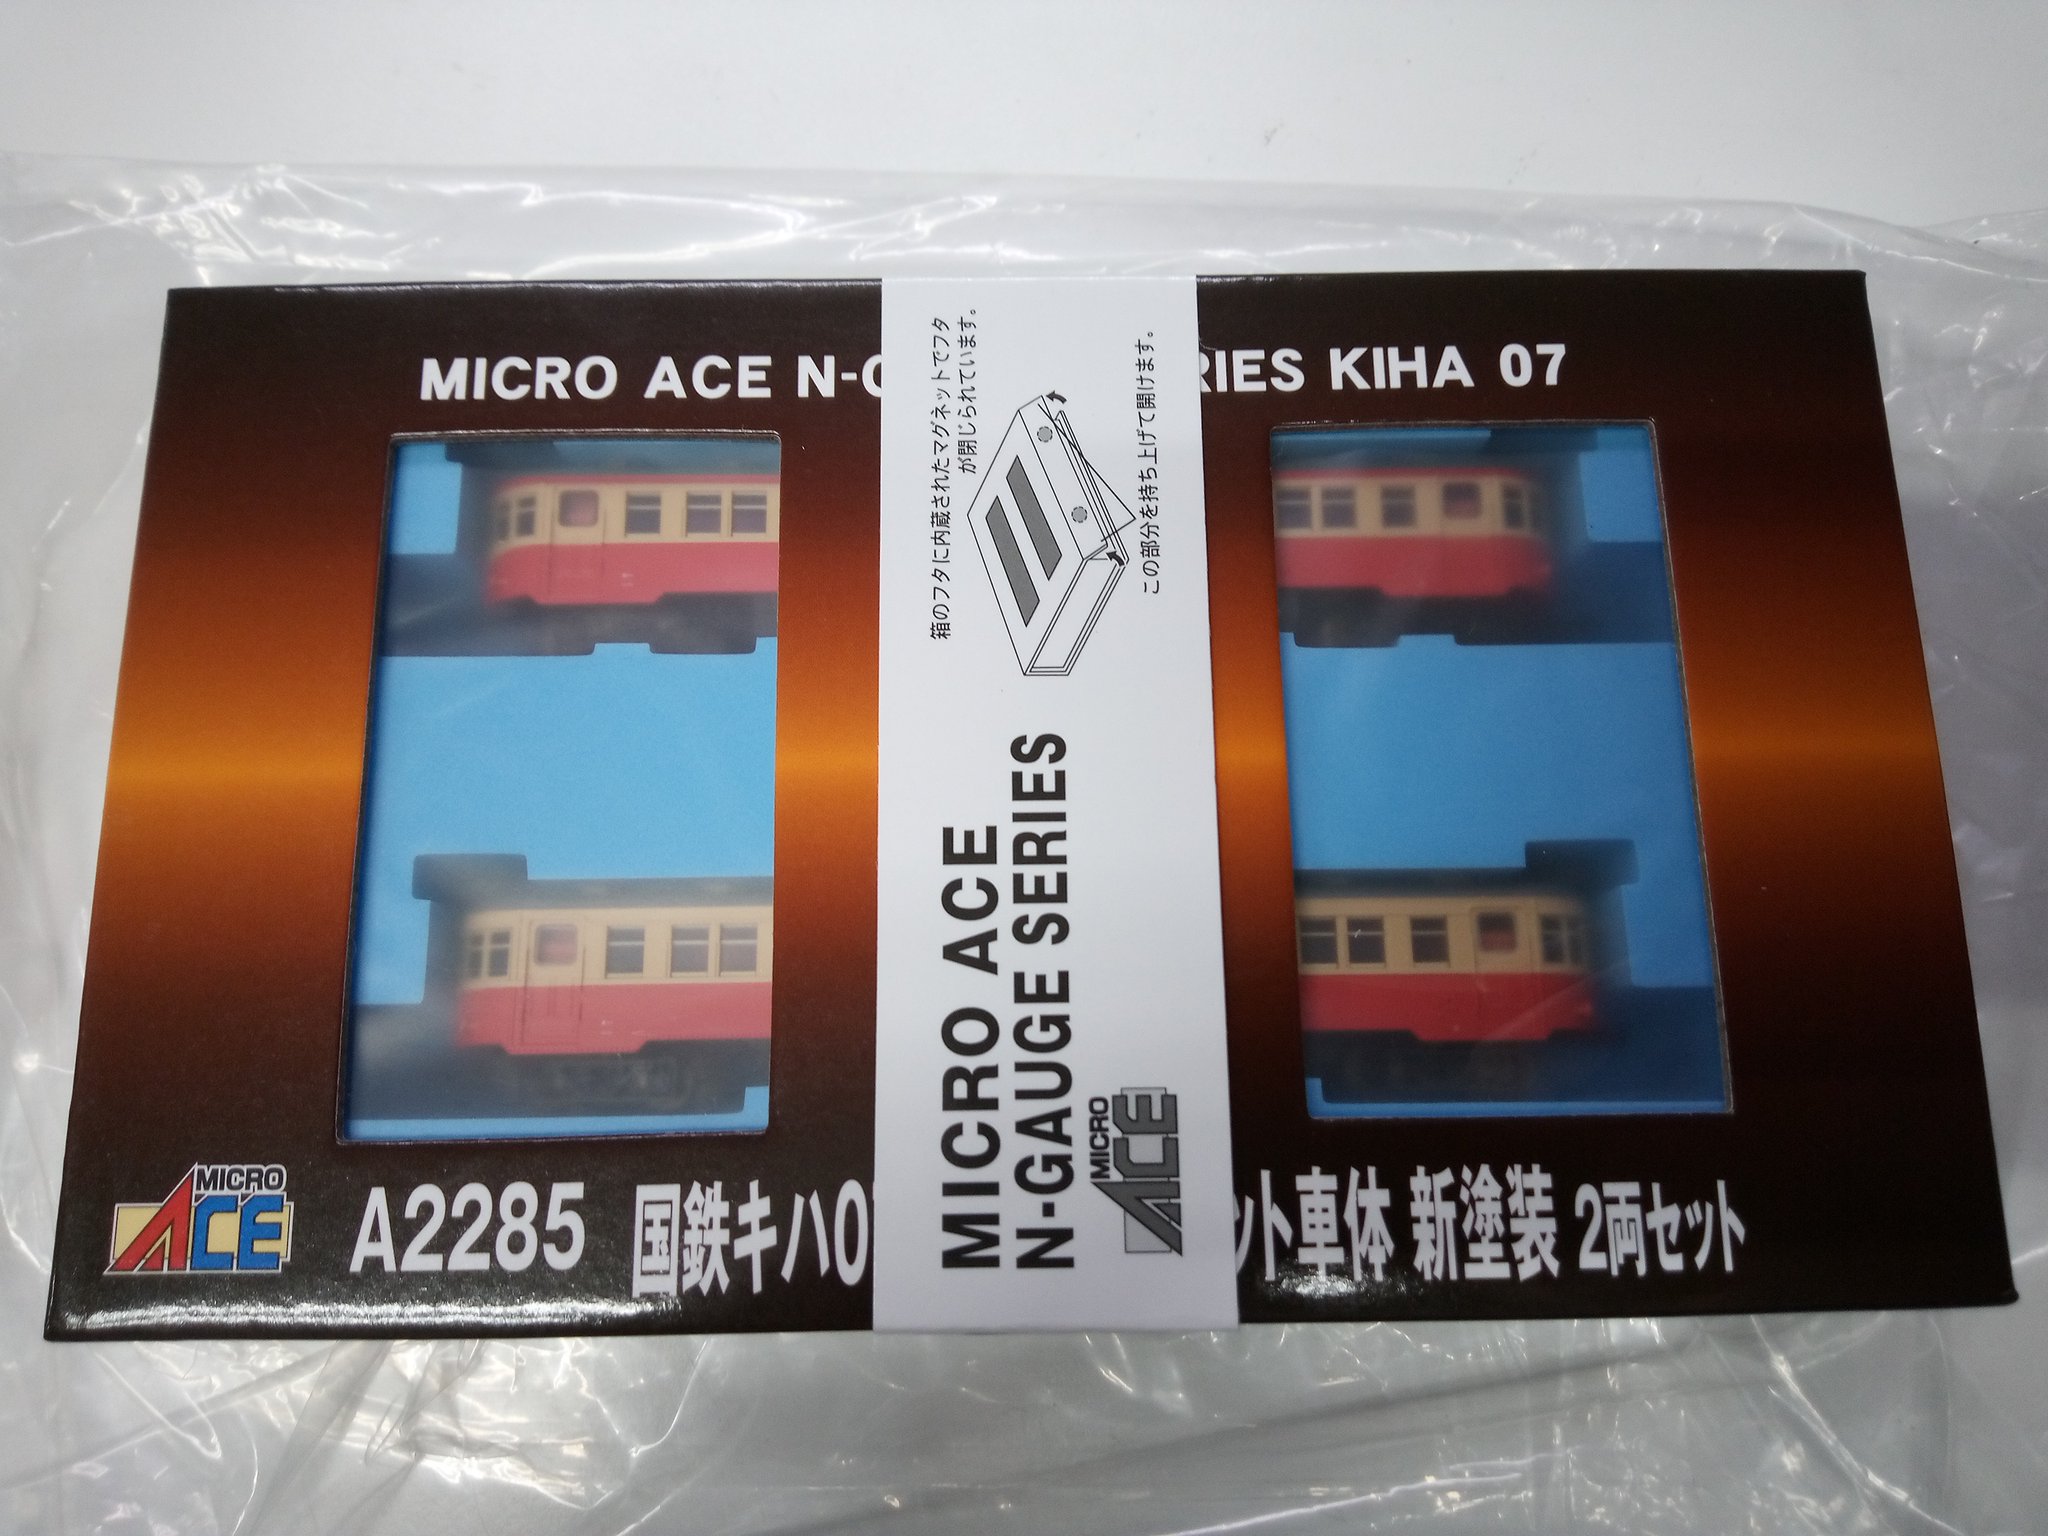 MICRO ACE N-
RIES KIHA 07
箱のフタに内蔵されたマグネットでフタ
が閉じられています。
この部分を持ち上げて開けます。
MICRO ACE
N-GAUGE SERIES
MICRO
ACE
MICRO
ACE
A2285 国鉄キハ0
ット車体 新塗装 2両セット